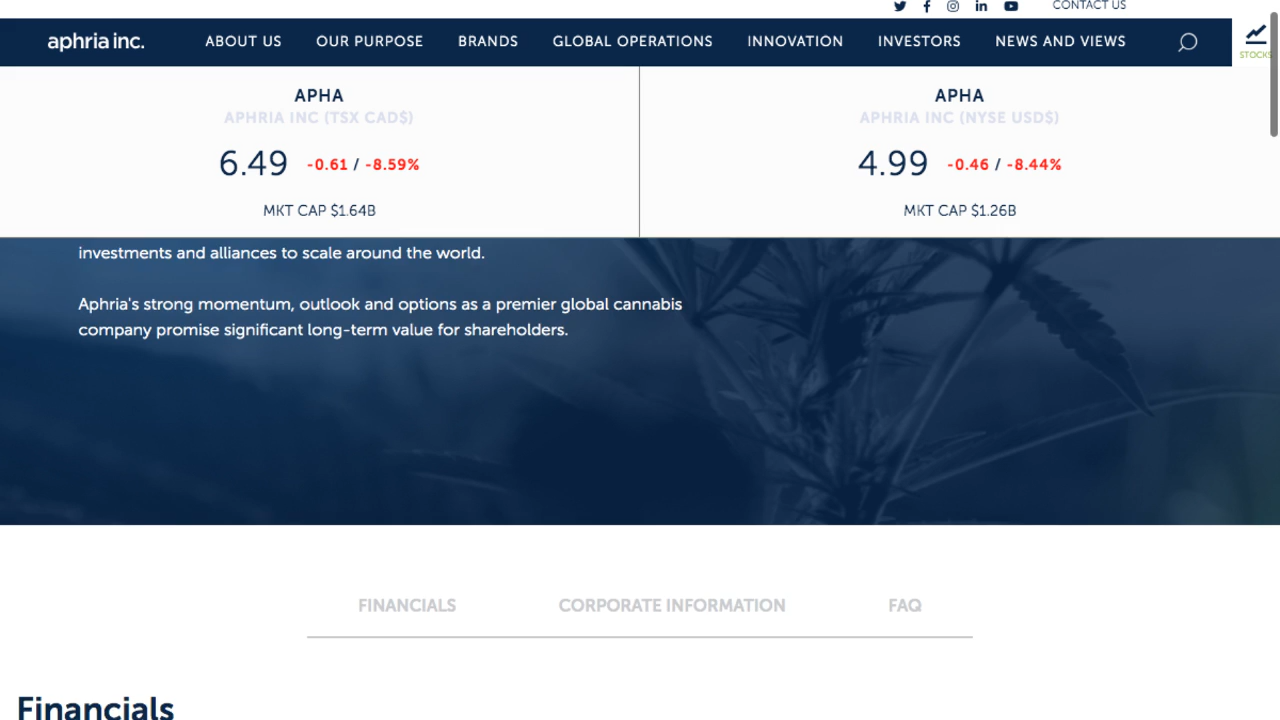 CONTACT US
aphria inc.
ABOUT US
OUR PURPOSE
BRANDS
GLOBAL OPERATIONS
INNOVATION
INVESTORS
NEWS AND VIEWS
STOCKS
APHA
APHRIA INC (TSX CAD$)
6.49 -0.61 / -8.59%
MKT CAP $1.64B
APHA
APHRIA INC (NYSE USD$)
4.99 -0.46 / -8.44%
MKT CAP $1.26B
investments and alliances to scale around the world.
Aphria's strong momentum, outlook and options as a premier global cannabis
company promise significant long-term value for shareholders.
FINANCIALS
CORPORATE INFORMATION
FAQ
Financials